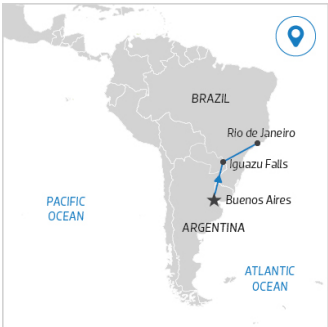 BRAZIL
Rio de Janeiro
Iguazu Falls
PACIFIC
OCEAN
Buenos Aires
ARGENTINA
ATLANTIC
OCEAN